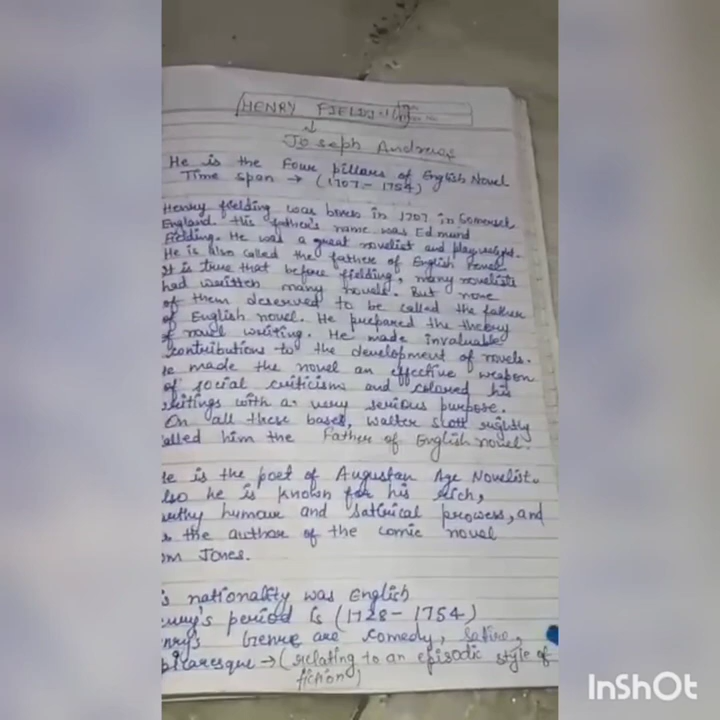 HENRY FIELDING
Joseph Andrews
He is the Four pillars of English Novel
Time span → (1707 - 1754)
Henry fielding was born in 1707 in Somerset
England. His father's name was Edmund
Fielding. He was a great novelist and playwright.
He is also called the father of English Novel.
It is true that before fielding, many novelists
had written many novels. But none
of them deserved to be called the father
of English novel. He prepared the theory
of novel writing. He made invaluable
contributions to the development of novels.
He made the novel an effective weapon
of social criticism and colored his
writings with a very serious purpose.
On all these bases, Walter Scott rightly
called him the Father of English novel.
He is the poet of Augustan Age Novelist.
Also he is known for his rich,
earthy humour and satirical prowess, and
is the author of the comic novel
Tom Jones.
s nationality was English
enry's period is (1728 - 1754)
enry's Genre are comedy, Satire,
picaresque → (relating to an episodic style of
fiction)
InShOt